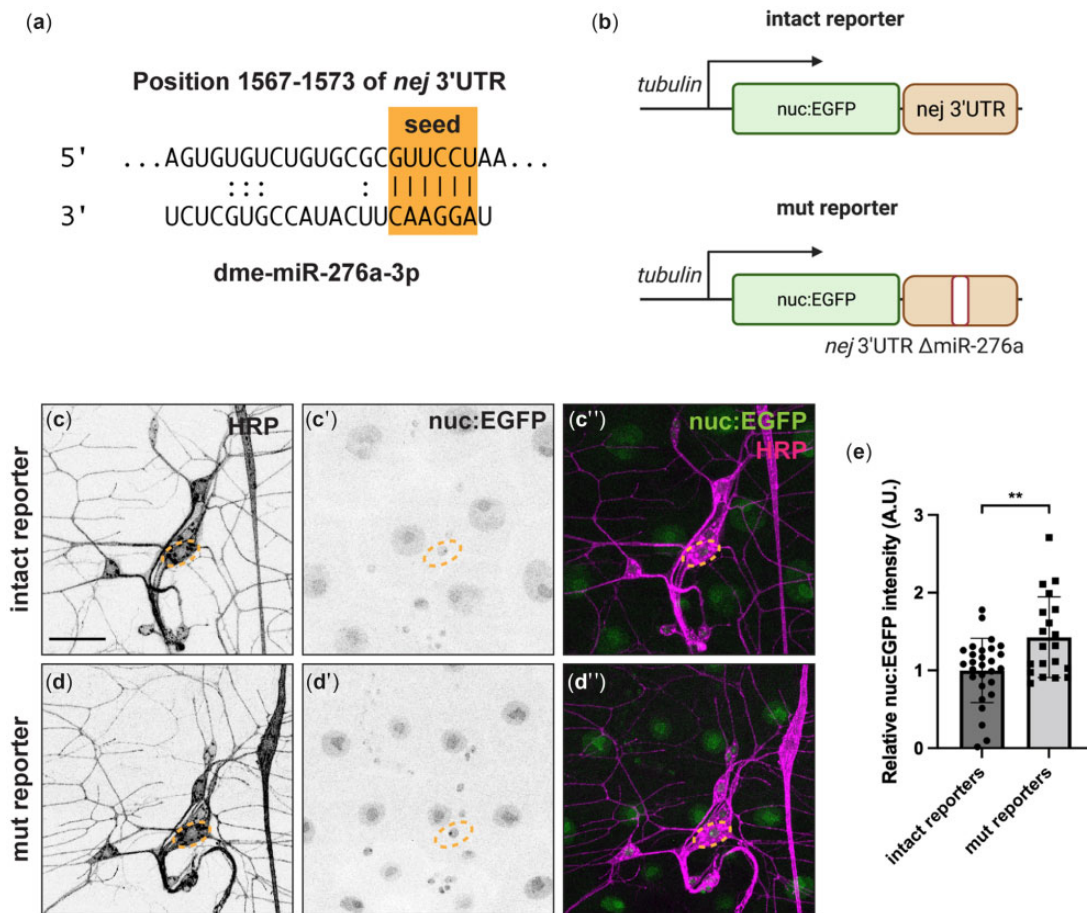 (a)
Position 1567-1573 of nej 3'UTR
seed
5' ...AGUGUGUCUGUGCGCGUUCCUAA...
::: : ||||||
3' UCUCGUGCCAUACUUCAAGGAU
dme-miR-276a-3p
(b)
intact reporter
tubulin
nuc:EGFP
nej 3'UTR
mut reporter
tubulin
nuc:EGFP
nej 3'UTR ΔmiR-276a
intact reporter
(c)
HRP
(c')
nuc:EGFP
(c'')
nuc:EGFP
HRP
mut reporter
(d)
(d')
(d'')
(e)
Relative nuc:EGFP intensity (A.U.)
**
3
2
1
0
intact reporters
mut reporters